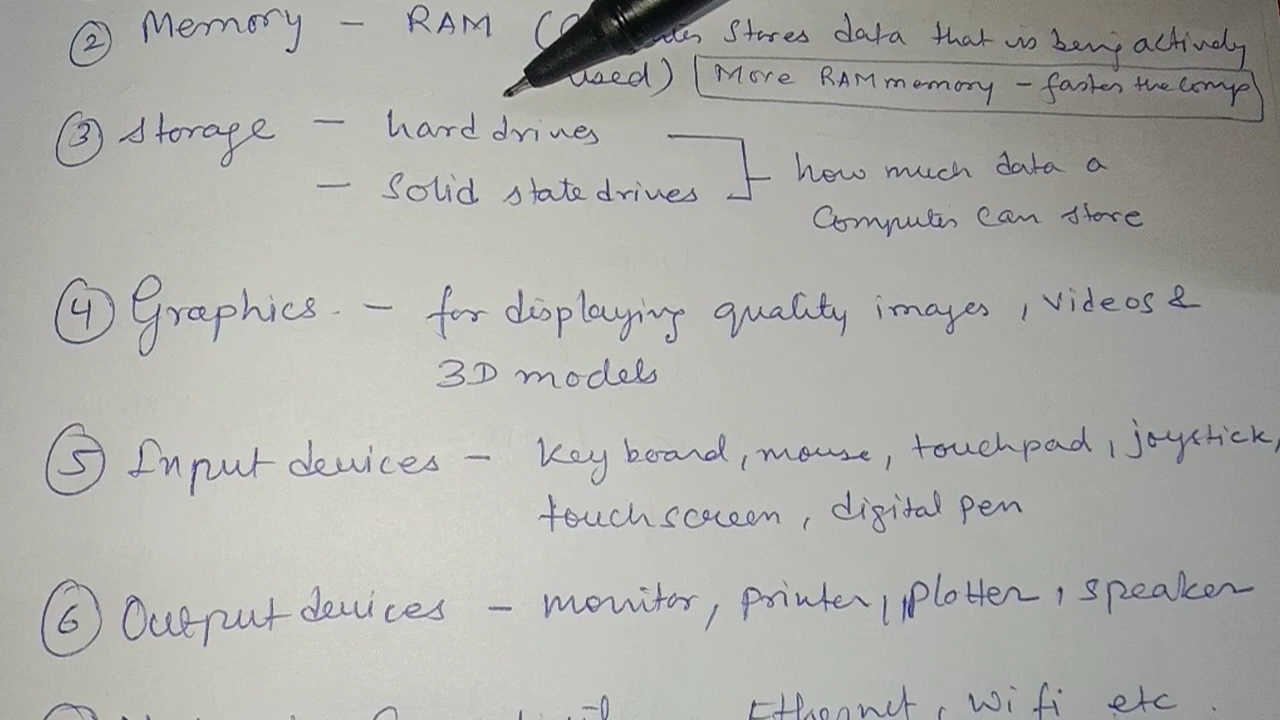 ② Memory - RAM ( stores data that is being actively
used) More RAM memory - faster the comp
③ Storage - hard drives
- Solid state drives
how much data a
Computer can store
④ Graphics. - for displaying quality images, videos &
3D models
⑤ Input devices - Key board, mouse, touchpad, joystick,
touch screen, digital pen
⑥ Output devices - monitor, printer, plotter, speaker
Ethernet, Wi fi etc.